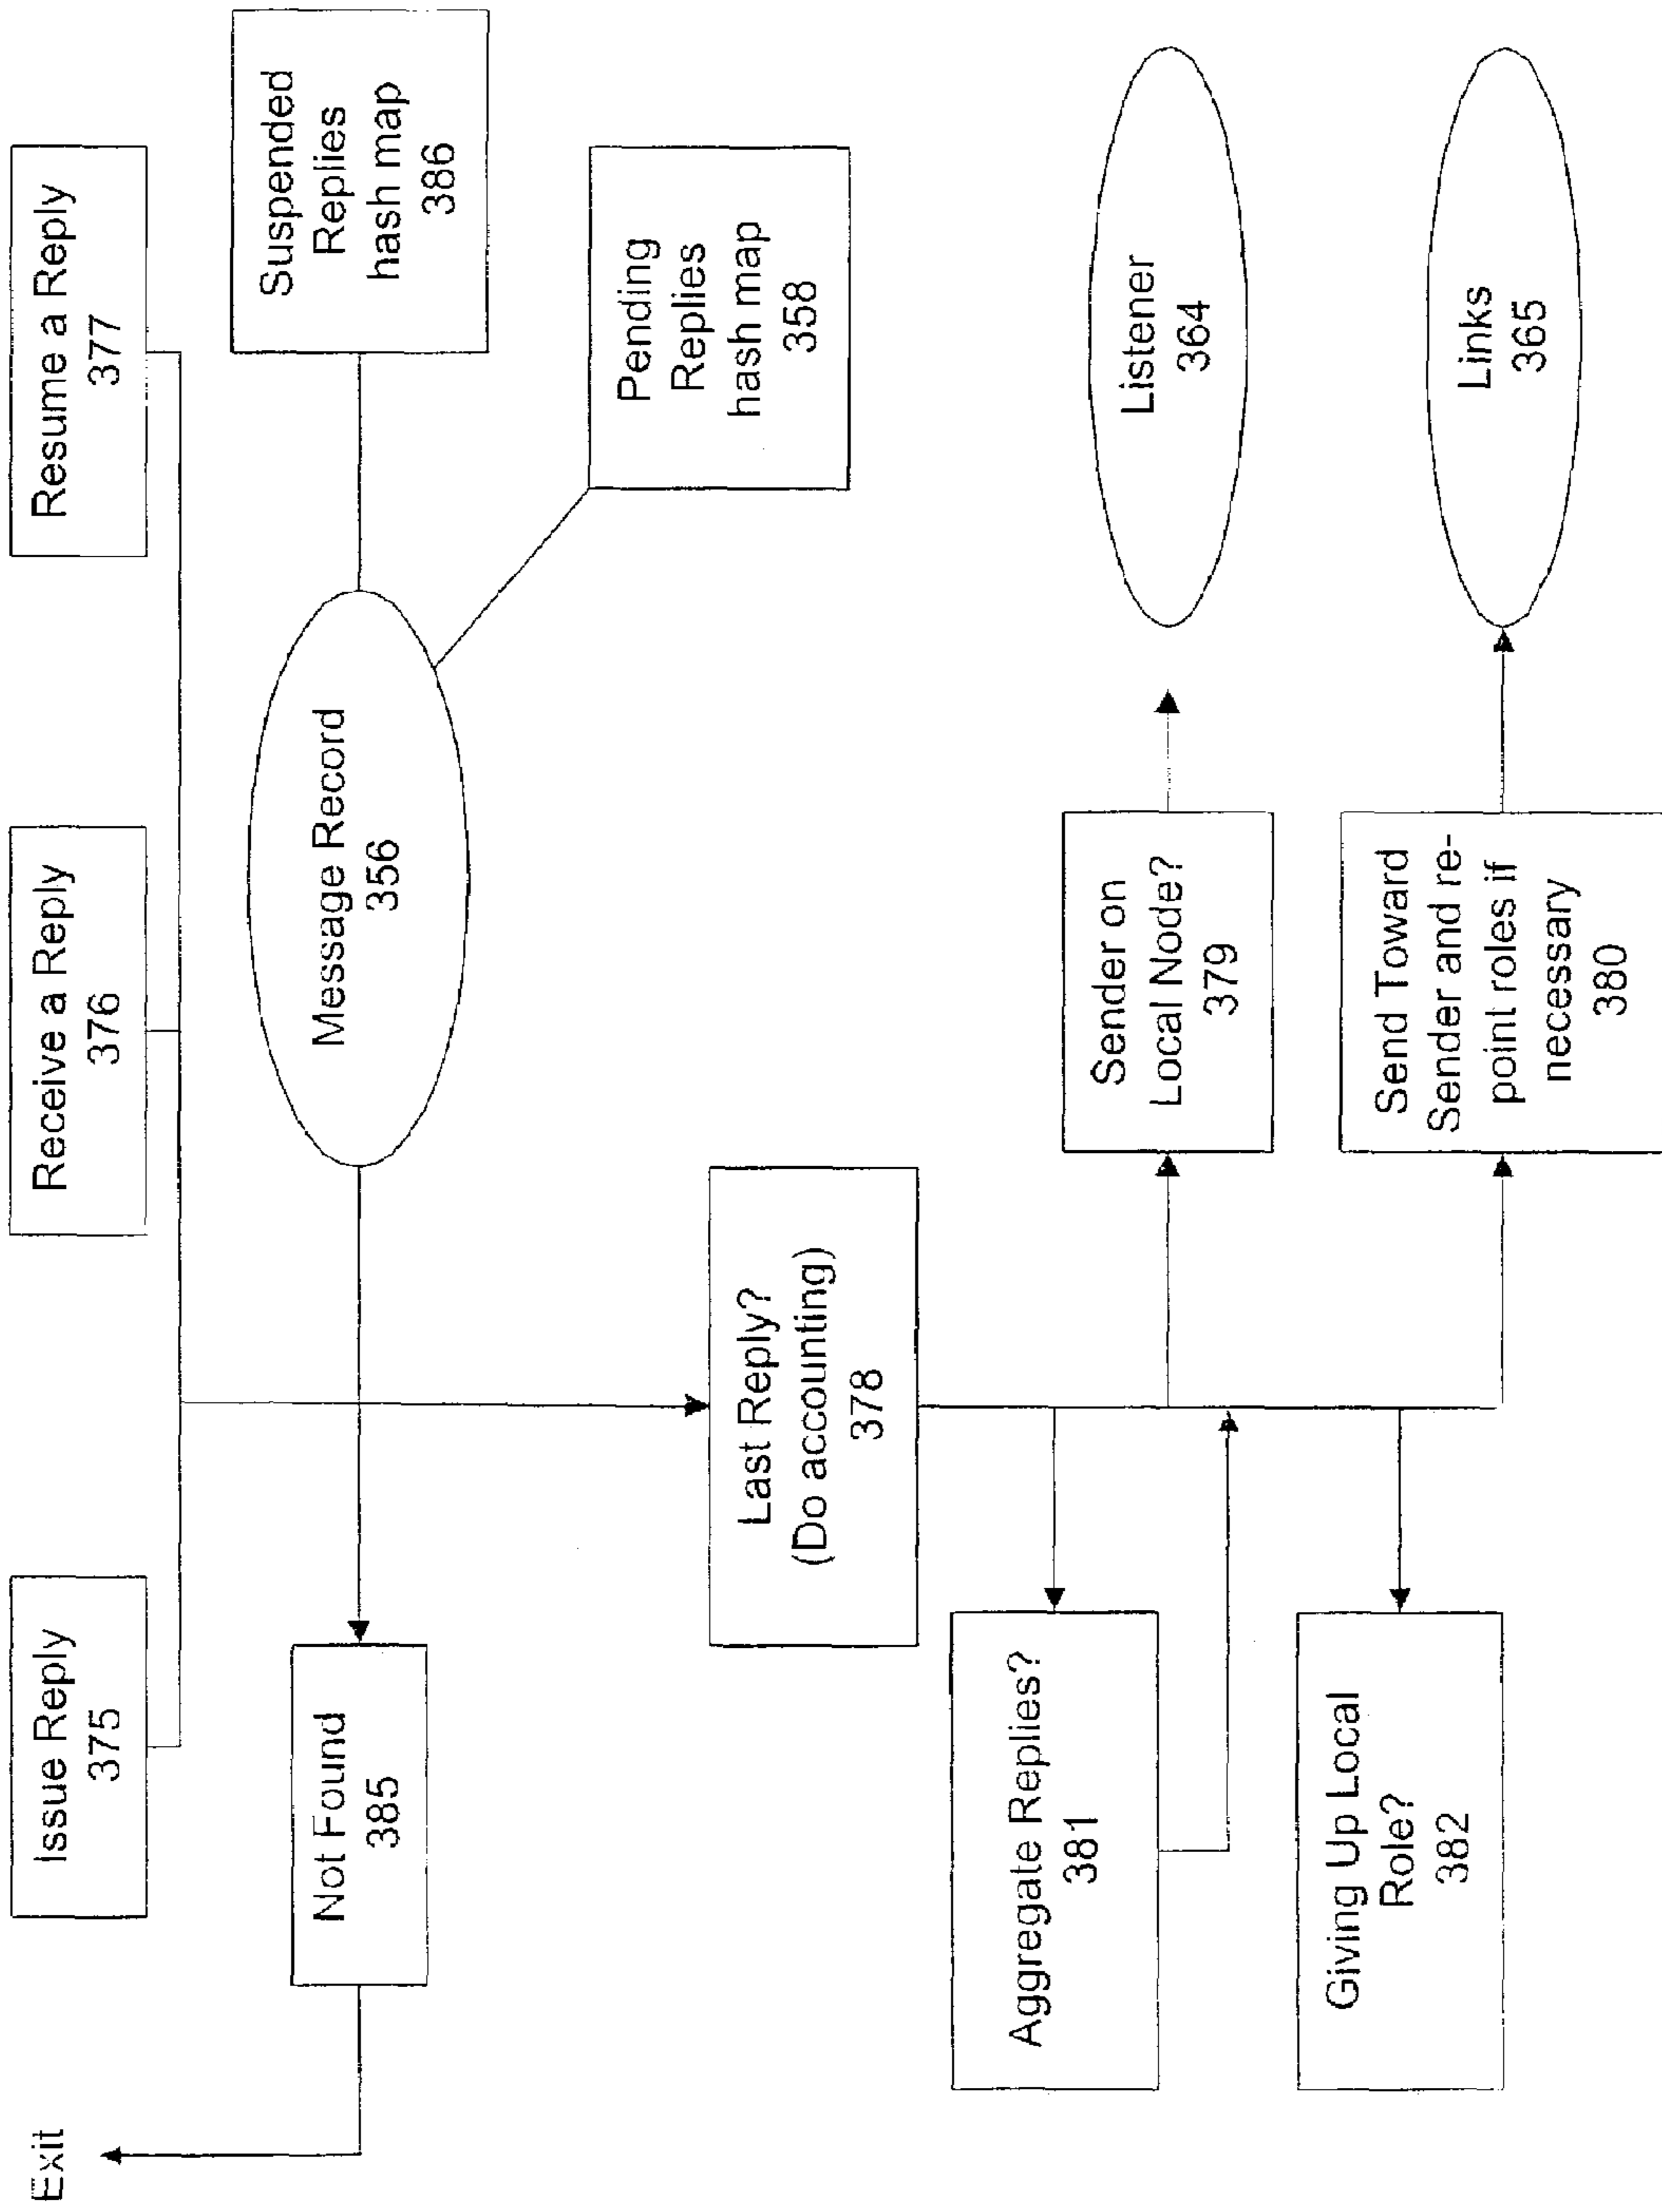 Exit
Issue Reply
375
Receive a Reply
376
Resume a Reply
377
Not Found
385
Message Record
356
Suspended
Replies
hash map
386
Pending
Replies
hash map
358
Last Reply?
(Do accounting)
378
Aggregate Replies?
381
Sender on
Local Node?
379
Listener
364
Giving Up Local
Role?
382
Send Toward
Sender and re-
point roles if
necessary
380
Links
365